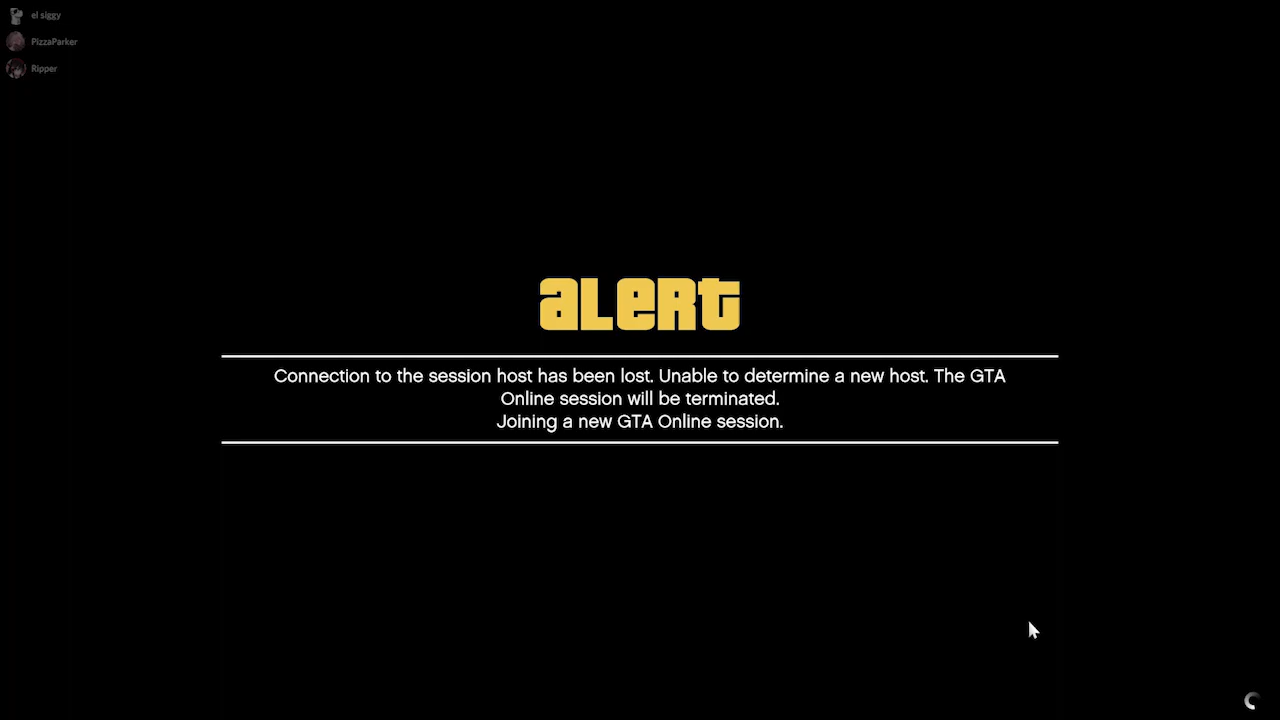 el siggy
PizzaParker
Ripper
aLeRt
Connection to the session host has been lost. Unable to determine a new host. The GTA
Online session will be terminated.
Joining a new GTA Online session.